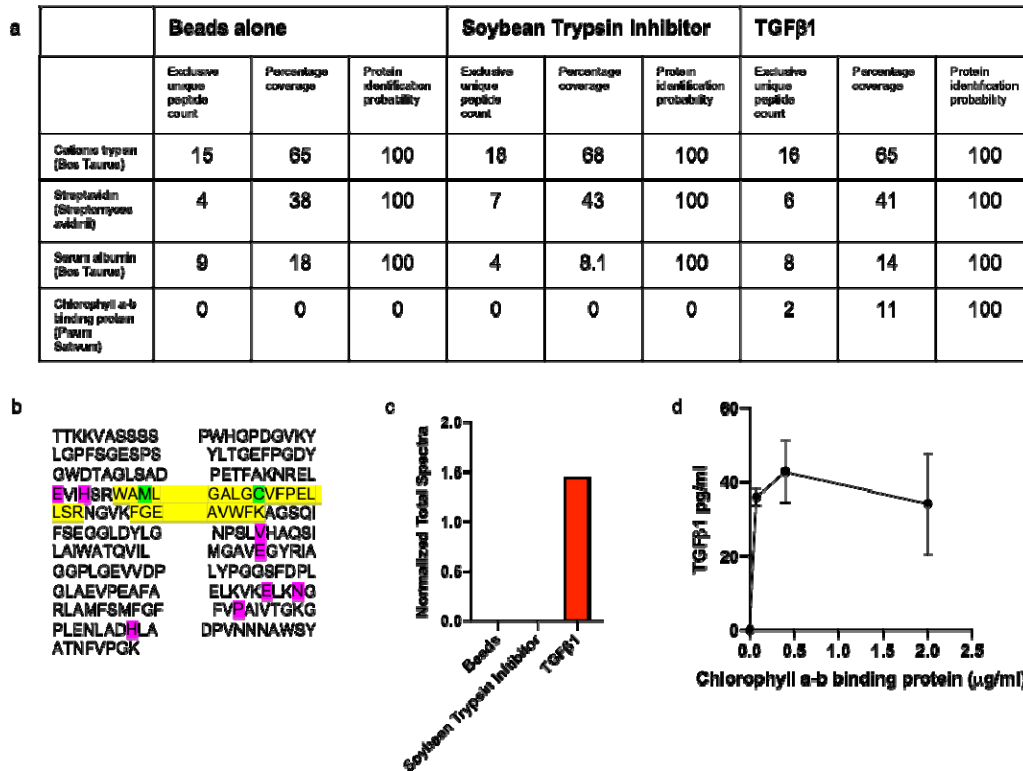 a
Beads alone Soybean Trypsin Inhibitor TGFβ1
Exclusive unique peptide count Percentage coverage Protein identification probability Exclusive unique peptide count Percentage coverage Protein identification probability Exclusive unique peptide count Percentage coverage Protein identification probability
Cationic trypsin (Bos Taurus) 15 65 100 18 68 100 16 65 100
Streptavidin (Streptomyces avidinii) 4 38 100 7 43 100 6 41 100
Serum albumin (Bos Taurus) 9 18 100 4 8.1 100 8 14 100
Chlorophyll a-b binding protein (Pisum Sativum) 0 0 0 0 0 0 2 11 100
b
TTKKVASSSS PWHGPDGVKY
LGPFSGESPS YLTGEFPGDY
GWDTAGLSAD PETFAKNREL
EVIHSRWAML GALGCVFPEL
LSRNGVKFGE AVWFKAGSQI
FSEGGLDYLG NPSLVHAQSI
LAIWATQVIL MGAVEGYRIA
GGPLGEVVDP LYPGGSFDPL
GLAEVPEAFA ELKVKELKNG
RLAMFSMFGF FVPAIVTGKG
PLENLADHLA DPVNNNAWSY
ATNFVPGK
c
Normalized Total Spectra
2.0
1.5
1.0
0.5
0.0
Beads
Soybean Trypsin Inhibitor
TGFβ1
d
TGFβ1 pg/ml
60
40
20
0
0.0 0.5 1.0 1.5 2.0 2.5
Chlorophyll a-b binding protein (μg/ml)